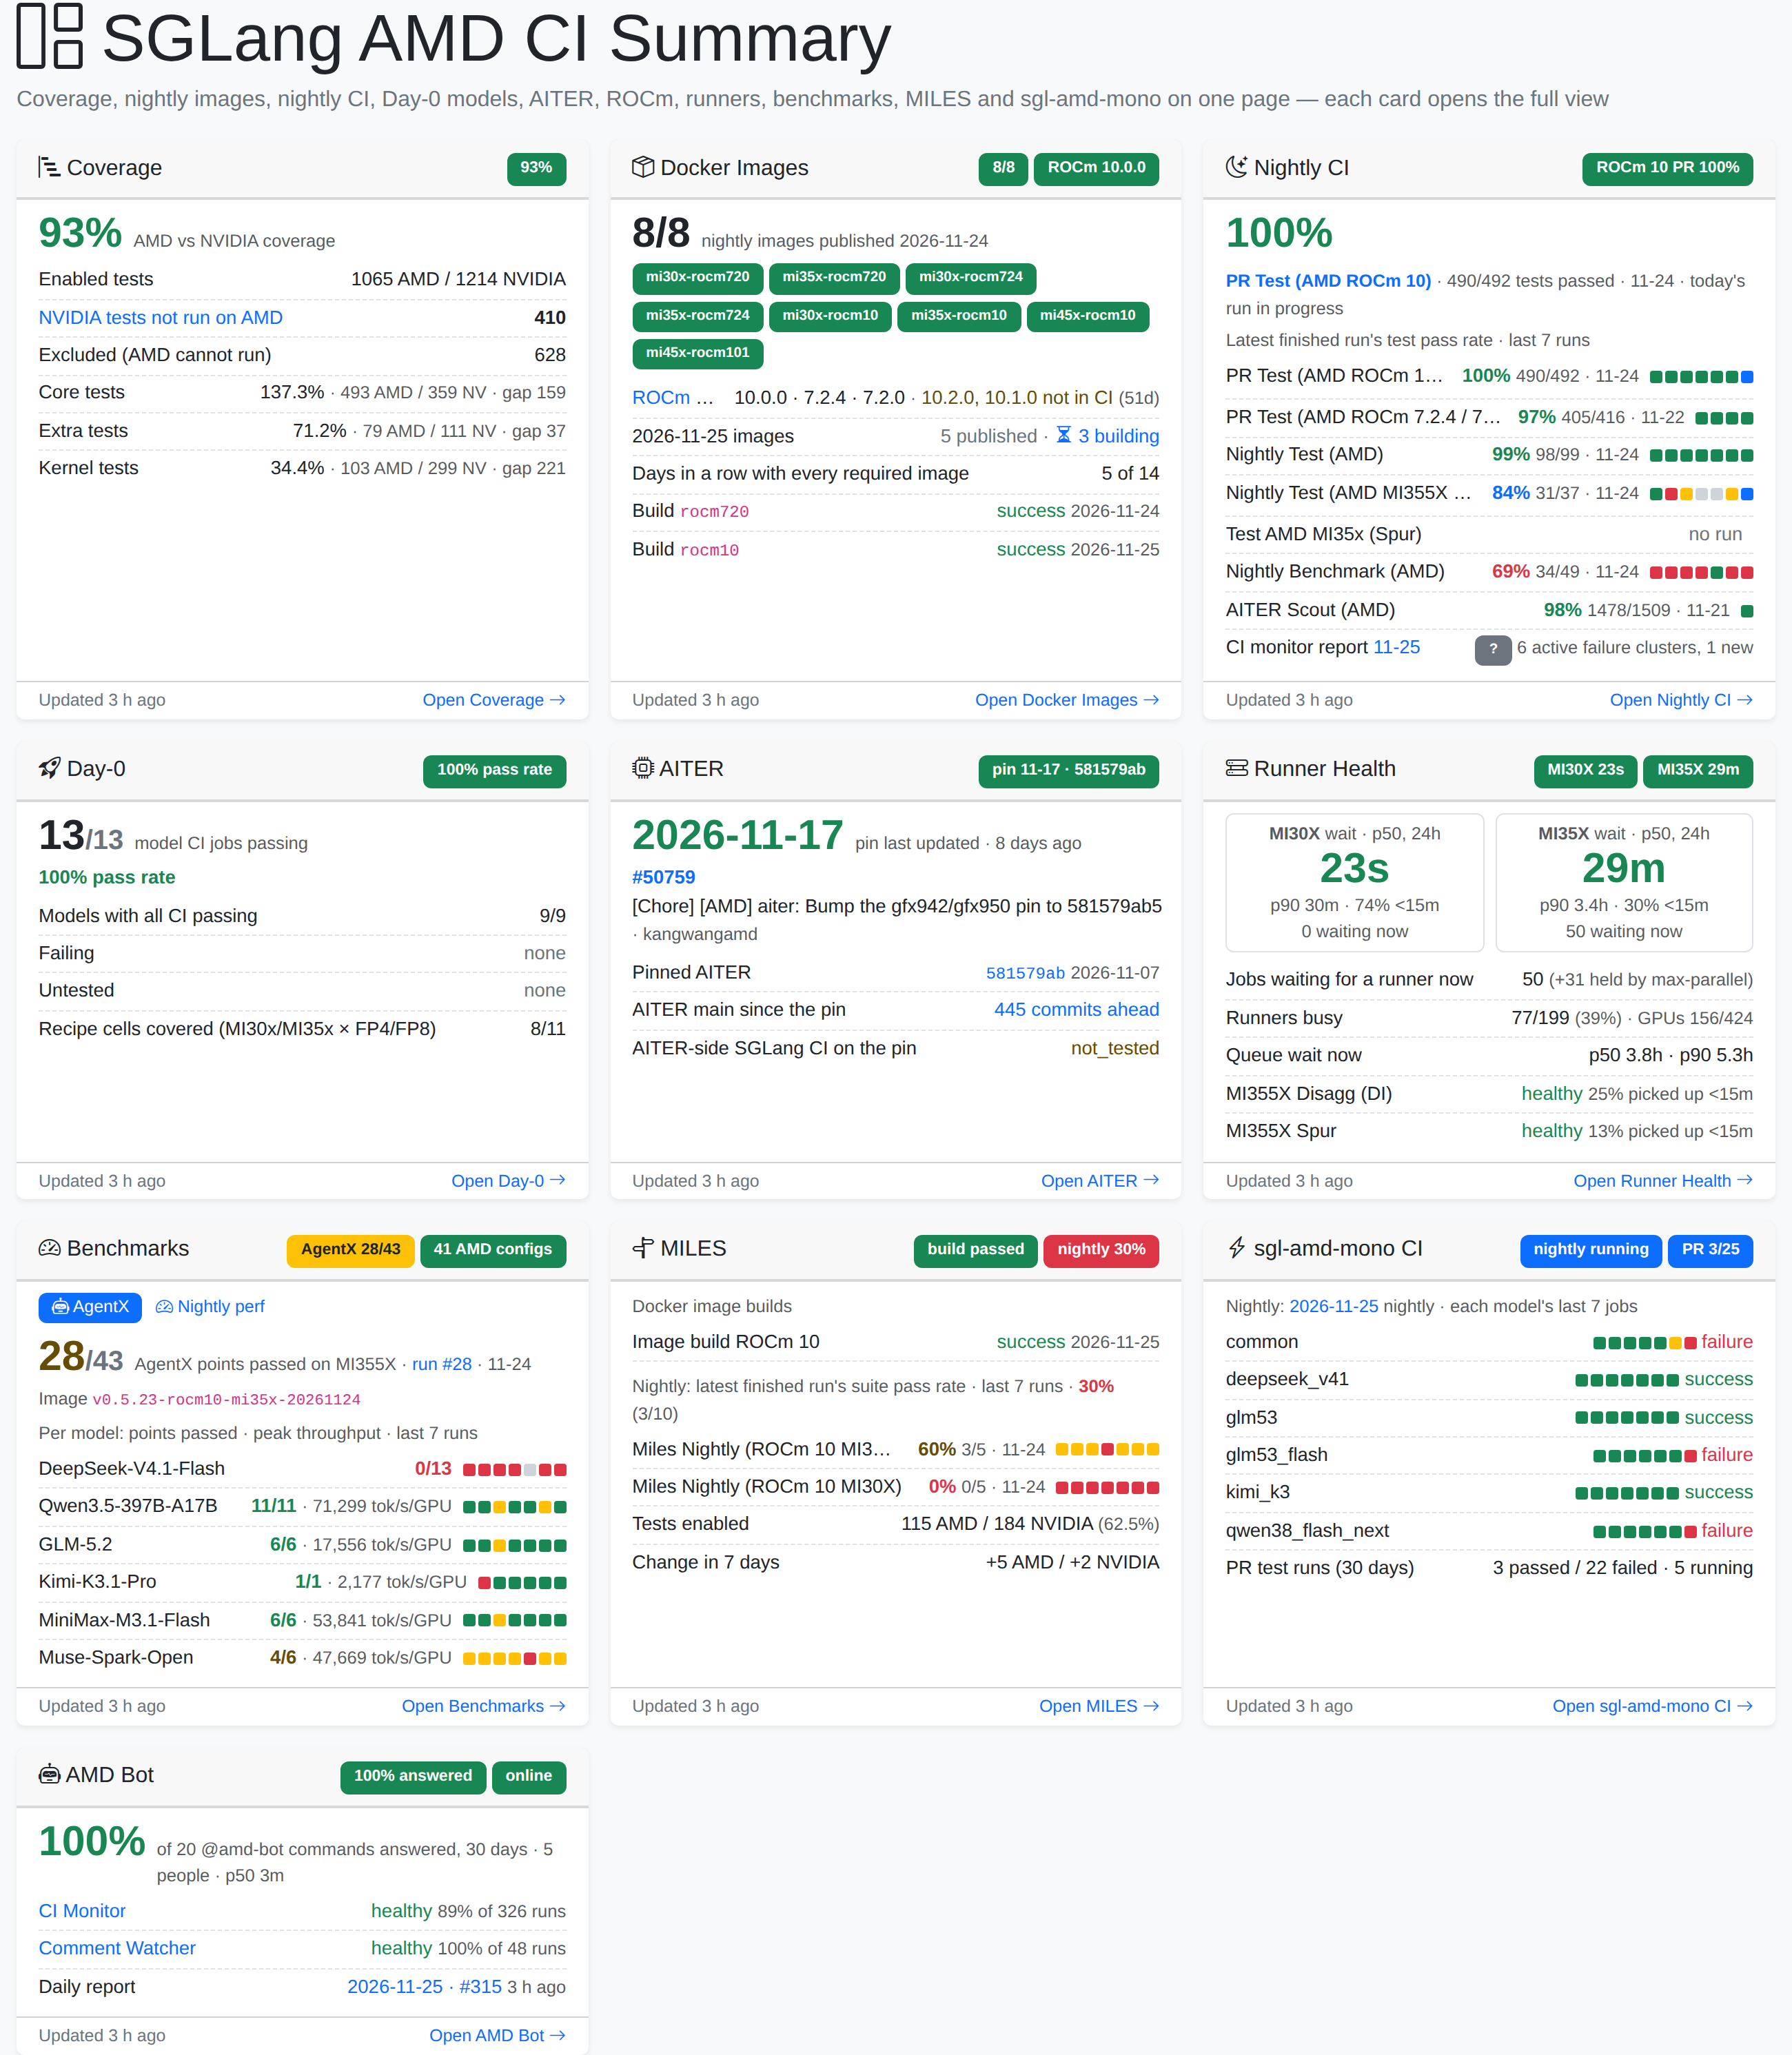 SGLang AMD CI Summary
Coverage, nightly images, nightly CI, Day-0 models, AITER, ROCm, runners, benchmarks, MILES and sgl-amd-mono on one page — each card opens the full view
Coverage 93%
93% AMD vs NVIDIA coverage
Enabled tests 1065 AMD / 1214 NVIDIA
NVIDIA tests not run on AMD 410
Excluded (AMD cannot run) 628
Core tests 137.3% · 493 AMD / 359 NV · gap 159
Extra tests 71.2% · 79 AMD / 111 NV · gap 37
Kernel tests 34.4% · 103 AMD / 299 NV · gap 221
Updated 3 h ago Open Coverage →
Docker Images 8/8 ROCm 10.0.0
8/8 nightly images published 2026-11-24
mi30x-rocm720 mi35x-rocm720 mi30x-rocm724
mi35x-rocm724 mi30x-rocm10 mi35x-rocm10 mi45x-rocm10
mi45x-rocm101
ROCm … 10.0.0 · 7.2.4 · 7.2.0 · 10.2.0, 10.1.0 not in CI (51d)
2026-11-25 images 5 published · 3 building
Days in a row with every required image 5 of 14
Build rocm720 success 2026-11-24
Build rocm10 success 2026-11-25
Updated 3 h ago Open Docker Images →
Nightly CI ROCm 10 PR 100%
100%
PR Test (AMD ROCm 10) · 490/492 tests passed · 11-24 · today's
run in progress
Latest finished run's test pass rate · last 7 runs
PR Test (AMD ROCm 1… 100% 490/492 · 11-24
PR Test (AMD ROCm 7.2.4 / 7… 97% 405/416 · 11-22
Nightly Test (AMD) 99% 98/99 · 11-24
Nightly Test (AMD MI355X … 84% 31/37 · 11-24
Test AMD MI35x (Spur) no run
Nightly Benchmark (AMD) 69% 34/49 · 11-24
AITER Scout (AMD) 98% 1478/1509 · 11-21
CI monitor report 11-25 ? 6 active failure clusters, 1 new
Updated 3 h ago Open Nightly CI →
Day-0 100% pass rate
13/13 model CI jobs passing
100% pass rate
Models with all CI passing 9/9
Failing none
Untested none
Recipe cells covered (MI30x/MI35x × FP4/FP8) 8/11
Updated 3 h ago Open Day-0 →
AITER pin 11-17 · 581579ab
2026-11-17 pin last updated · 8 days ago
#50759
[Chore] [AMD] aiter: Bump the gfx942/gfx950 pin to 581579ab5
· kangwangamd
Pinned AITER 581579ab 2026-11-07
AITER main since the pin 445 commits ahead
AITER-side SGLang CI on the pin not_tested
Updated 3 h ago Open AITER →
Runner Health MI30X 23s MI35X 29m
MI30X wait · p50, 24h
23s
p90 30m · 74% <15m
0 waiting now
MI35X wait · p50, 24h
29m
p90 3.4h · 30% <15m
50 waiting now
Jobs waiting for a runner now 50 (+31 held by max-parallel)
Runners busy 77/199 (39%) · GPUs 156/424
Queue wait now p50 3.8h · p90 5.3h
MI355X Disagg (DI) healthy 25% picked up <15m
MI355X Spur healthy 13% picked up <15m
Updated 3 h ago Open Runner Health →
Benchmarks AgentX 28/43 41 AMD configs
AgentX Nightly perf
28/43 AgentX points passed on MI355X · run #28 · 11-24
Image v0.5.23-rocm10-mi35x-20261124
Per model: points passed · peak throughput · last 7 runs
DeepSeek-V4.1-Flash 0/13
Qwen3.5-397B-A17B 11/11 · 71,299 tok/s/GPU
GLM-5.2 6/6 · 17,556 tok/s/GPU
Kimi-K3.1-Pro 1/1 · 2,177 tok/s/GPU
MiniMax-M3.1-Flash 6/6 · 53,841 tok/s/GPU
Muse-Spark-Open 4/6 · 47,669 tok/s/GPU
Updated 3 h ago Open Benchmarks →
MILES build passed nightly 30%
Docker image builds
Image build ROCm 10 success 2026-11-25
Nightly: latest finished run's suite pass rate · last 7 runs · 30%
(3/10)
Miles Nightly (ROCm 10 MI3… 60% 3/5 · 11-24
Miles Nightly (ROCm 10 MI30X) 0% 0/5 · 11-24
Tests enabled 115 AMD / 184 NVIDIA (62.5%)
Change in 7 days +5 AMD / +2 NVIDIA
Updated 3 h ago Open MILES →
sgl-amd-mono CI nightly running PR 3/25
Nightly: 2026-11-25 nightly · each model's last 7 jobs
common failure
deepseek_v41 success
glm53 success
glm53_flash failure
kimi_k3 success
qwen38_flash_next failure
PR test runs (30 days) 3 passed / 22 failed · 5 running
Updated 3 h ago Open sgl-amd-mono CI →
AMD Bot 100% answered online
100% of 20 @amd-bot commands answered, 30 days · 5
people · p50 3m
CI Monitor healthy 89% of 326 runs
Comment Watcher healthy 100% of 48 runs
Daily report 2026-11-25 · #315 3 h ago
Updated 3 h ago Open AMD Bot →